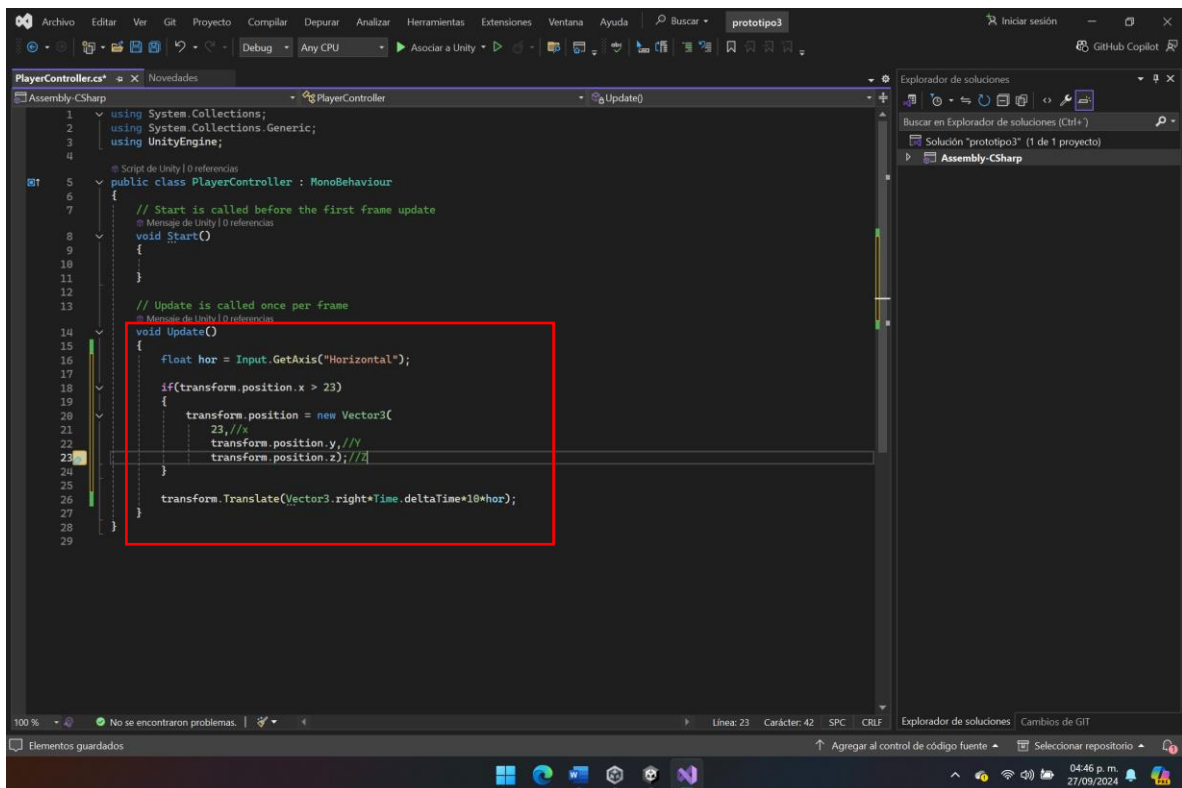 Archivo Editar Ver Git Proyecto Compilar Depurar Analizar Herramientas Extensiones Ventana Ayuda Buscar prototipo3 Iniciar sesión
Debug Any CPU Asociar a Unity GitHub Copilot
PlayerController.cs* Novedades Explorador de soluciones
Assembly-CSharp PlayerController Update()
Buscar en Explorador de soluciones (Ctrl+´)
Solución "prototipo3" (1 de 1 proyecto)
Assembly-CSharp
1 using System.Collections;
2 using System.Collections.Generic;
3 using UnityEngine;
4
Script de Unity | 0 referencias
5 public class PlayerController : MonoBehaviour
6 {
7 // Start is called before the first frame update
Mensaje de Unity | 0 referencias
8 void Start()
9 {
10
11 }
12
13 // Update is called once per frame
Mensaje de Unity | 0 referencias
14 void Update()
15 {
16 float hor = Input.GetAxis("Horizontal");
17
18 if(transform.position.x > 23)
19 {
20 transform.position = new Vector3(
21 23,//x
22 transform.position.y,//Y
23 transform.position.z);//Z
24 }
25
26 transform.Translate(Vector3.right*Time.deltaTime*10*hor);
27 }
28 }
29
100 % No se encontraron problemas. Línea: 23 Carácter: 42 SPC CRLF Explorador de soluciones Cambios de GIT
Elementos guardados Agregar al control de código fuente Seleccionar repositorio
04:46 p. m.
27/09/2024